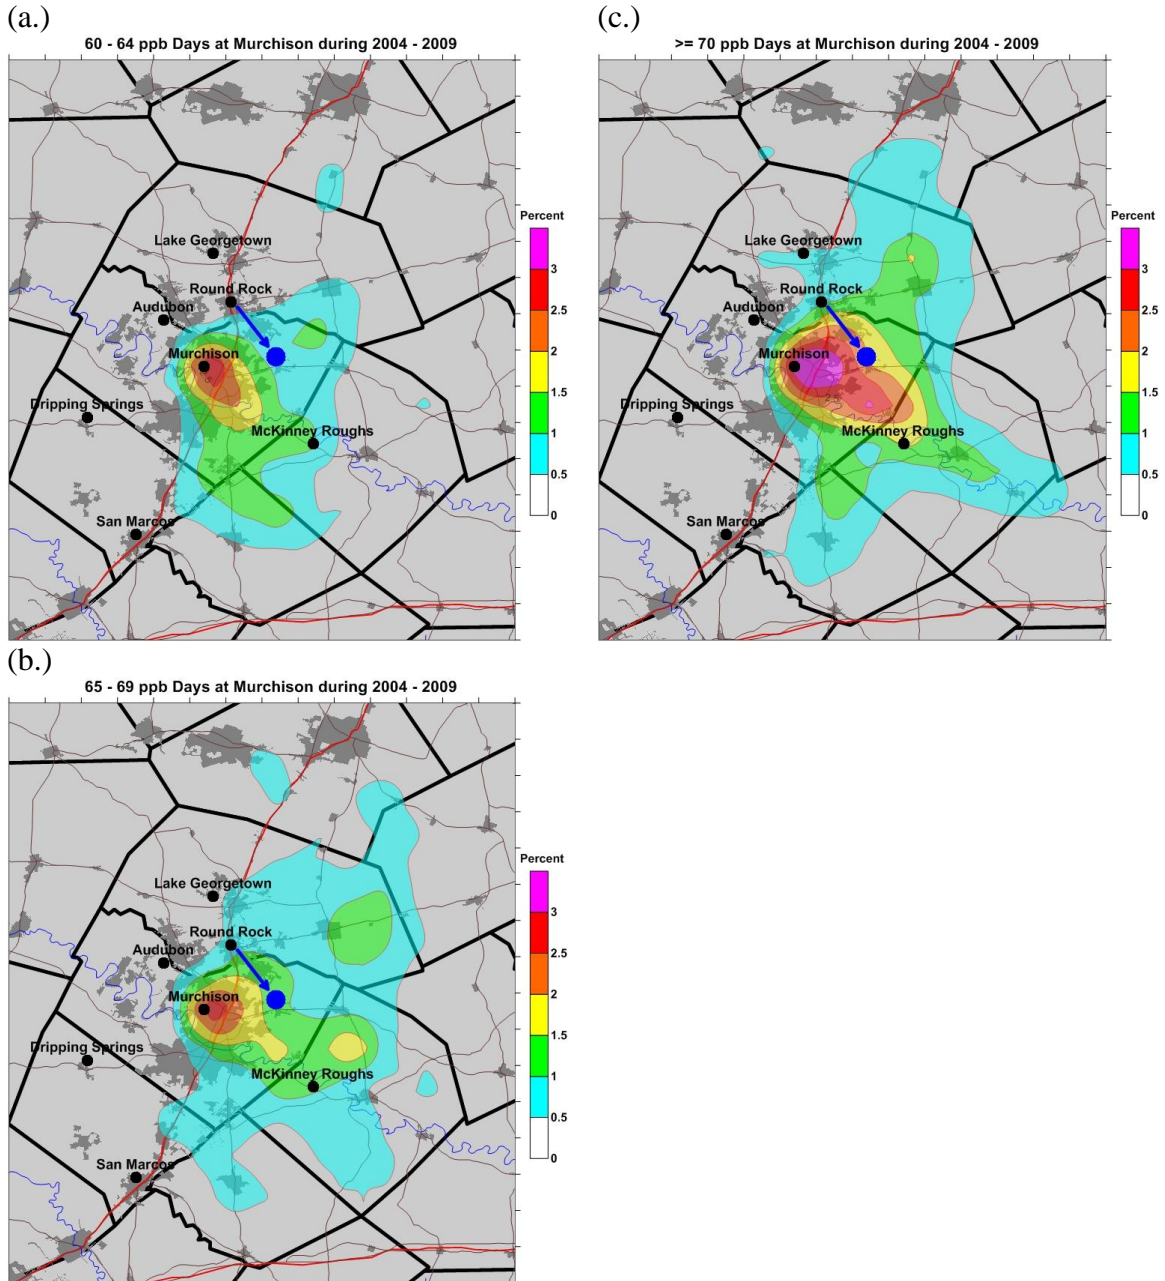 (a.)
60 - 64 ppb Days at Murchison during 2004 - 2009
Percent
3
2.5
2
1.5
1
0.5
0
Lake Georgetown
Round Rock
Audubon
Murchison
Dripping Springs
McKinney Roughs
San Marcos
(c.)
>= 70 ppb Days at Murchison during 2004 - 2009
Percent
3
2.5
2
1.5
1
0.5
0
Lake Georgetown
Round Rock
Audubon
Murchison
2.5
Dripping Springs
McKinney Roughs
San Marcos
(b.)
65 - 69 ppb Days at Murchison during 2004 - 2009
Percent
3
2.5
2
1.5
1
0.5
0
Lake Georgetown
Round Rock
Audubon
Murchison
Dripping Springs
McKinney Roughs
San Marcos